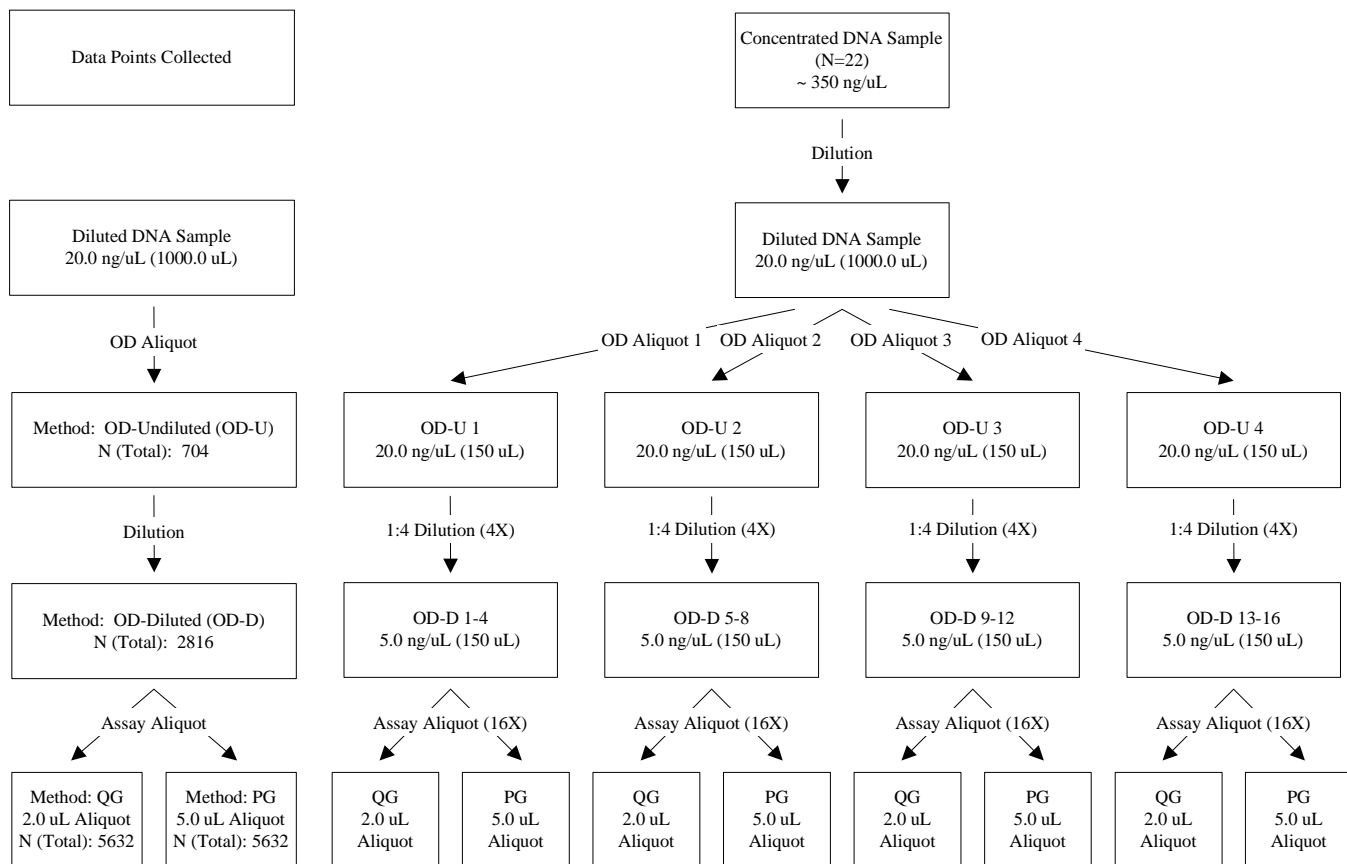 Data Points Collected
Concentrated DNA Sample
(N=22)
~ 350 ng/uL
Dilution
Diluted DNA Sample
20.0 ng/uL (1000.0 uL)
Diluted DNA Sample
20.0 ng/uL (1000.0 uL)
OD Aliquot
OD Aliquot 1
OD Aliquot 2
OD Aliquot 3
OD Aliquot 4
Method: OD-Undiluted (OD-U)
N (Total): 704
OD-U 1
20.0 ng/uL (150 uL)
OD-U 2
20.0 ng/uL (150 uL)
OD-U 3
20.0 ng/uL (150 uL)
OD-U 4
20.0 ng/uL (150 uL)
Dilution
1:4 Dilution (4X)
1:4 Dilution (4X)
1:4 Dilution (4X)
1:4 Dilution (4X)
Method: OD-Diluted (OD-D)
N (Total): 2816
OD-D 1-4
5.0 ng/uL (150 uL)
OD-D 5-8
5.0 ng/uL (150 uL)
OD-D 9-12
5.0 ng/uL (150 uL)
OD-D 13-16
5.0 ng/uL (150 uL)
Assay Aliquot
Assay Aliquot (16X)
Assay Aliquot (16X)
Assay Aliquot (16X)
Assay Aliquot (16X)
Method: QG
2.0 uL Aliquot
N (Total): 5632
Method: PG
5.0 uL Aliquot
N (Total): 5632
QG
2.0 uL
Aliquot
PG
5.0 uL
Aliquot
QG
2.0 uL
Aliquot
PG
5.0 uL
Aliquot
QG
2.0 uL
Aliquot
PG
5.0 uL
Aliquot
QG
2.0 uL
Aliquot
PG
5.0 uL
Aliquot